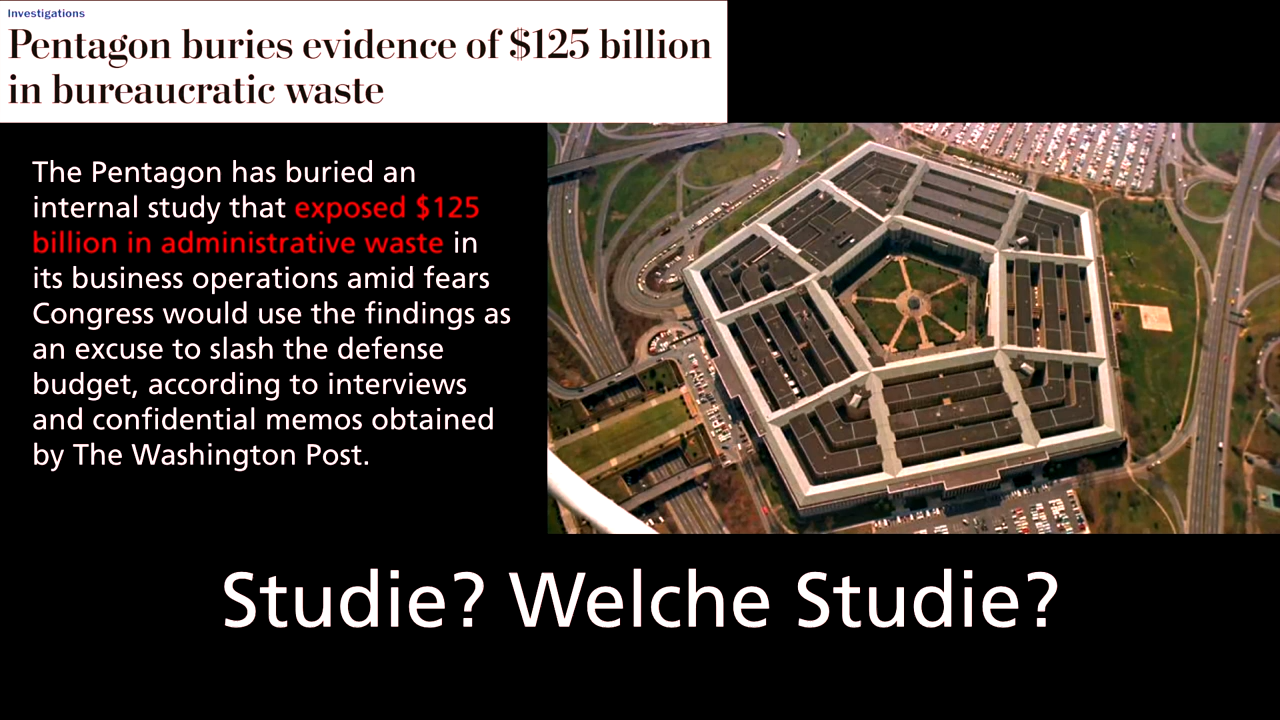 Investigations
Pentagon buries evidence of $125 billion
in bureaucratic waste
The Pentagon has buried an
internal study that exposed $125
billion in administrative waste in
its business operations amid fears
Congress would use the findings as
an excuse to slash the defense
budget, according to interviews
and confidential memos obtained
by The Washington Post.
Studie? Welche Studie?